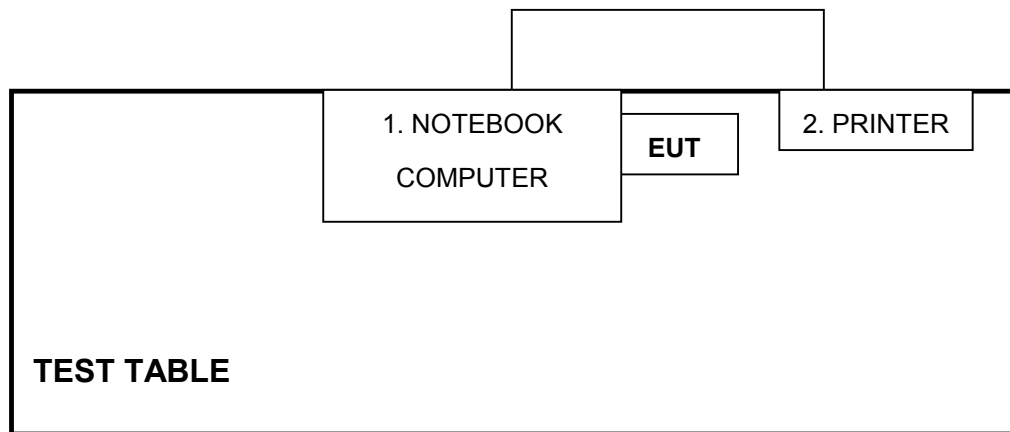 1. NOTEBOOK
COMPUTER
EUT
2. PRINTER
TEST TABLE